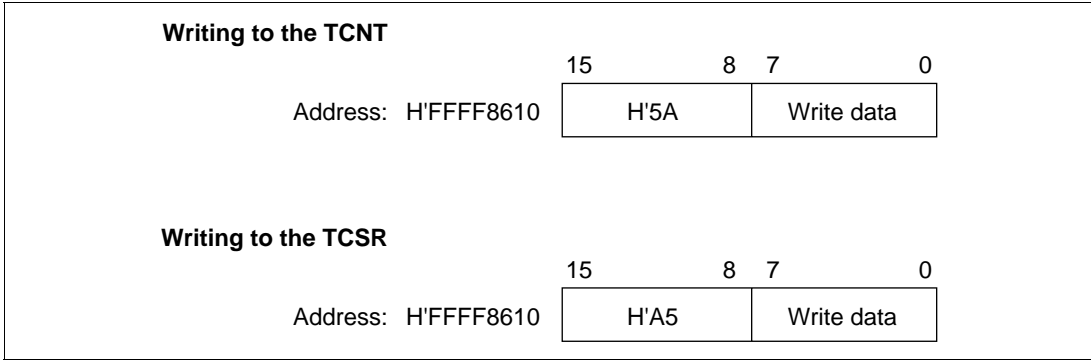 Writing to the TCNT
15 8 7 0
Address: H'FFFF8610 H'5A Write data
Writing to the TCSR
15 8 7 0
Address: H'FFFF8610 H'A5 Write data